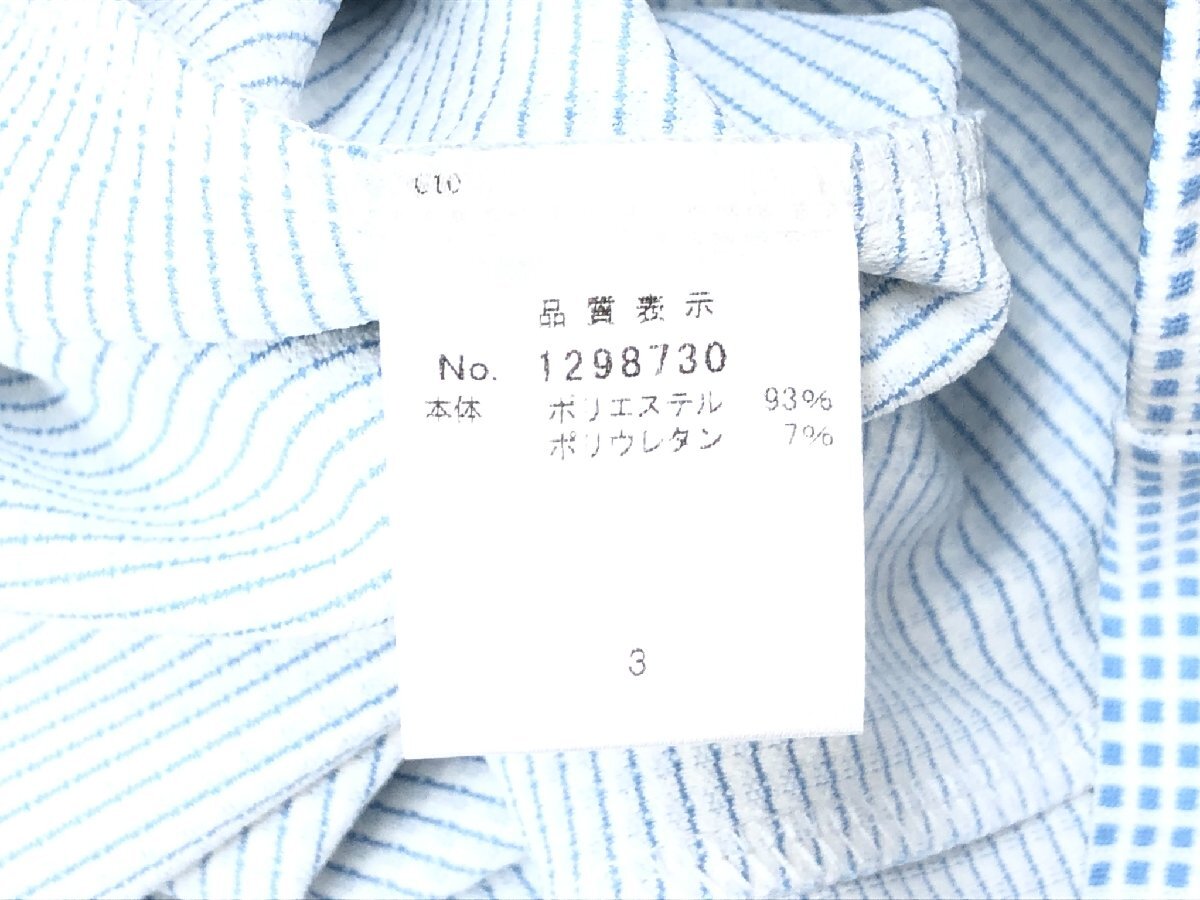 C10
品質表示
No. 1298730
本体 ポリエステル 93%
ポリウレタン 7%
3